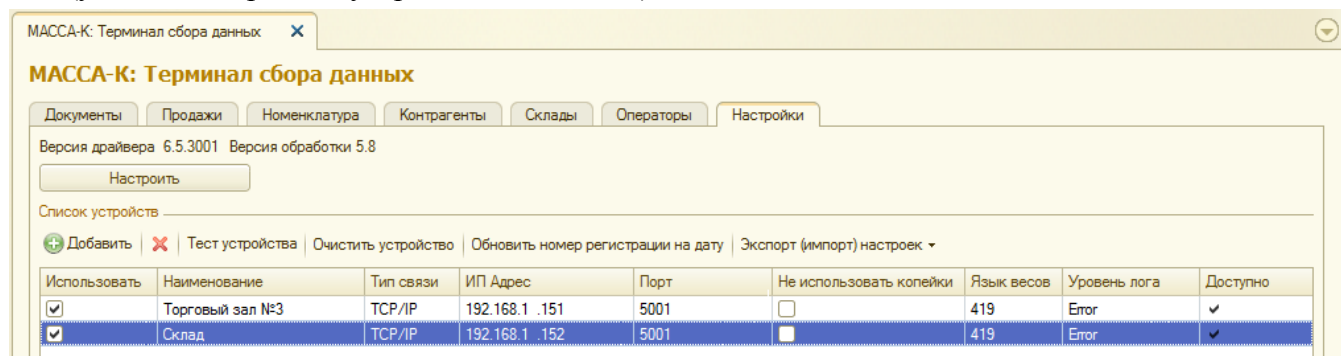 МАССА-К: Терминал сбора данных
МАССА-К: Терминал сбора данных
Документы Продажи Номенклатура Контрагенты Склады Операторы Настройки
Версия драйвера 6.5.3001 Версия обработки 5.8
Настроить
Список устройств
Добавить Тест устройства Очистить устройство Обновить номер регистрации на дату Экспорт (импорт) настроек
Использовать Наименование Тип связи ИП Адрес Порт Не использовать копейки Язык весов Уровень лога Доступно
Торговый зал №3 TCP/IP 192.168.1 .151 5001 419 Error
Склад TCP/IP 192.168.1 .152 5001 419 Error